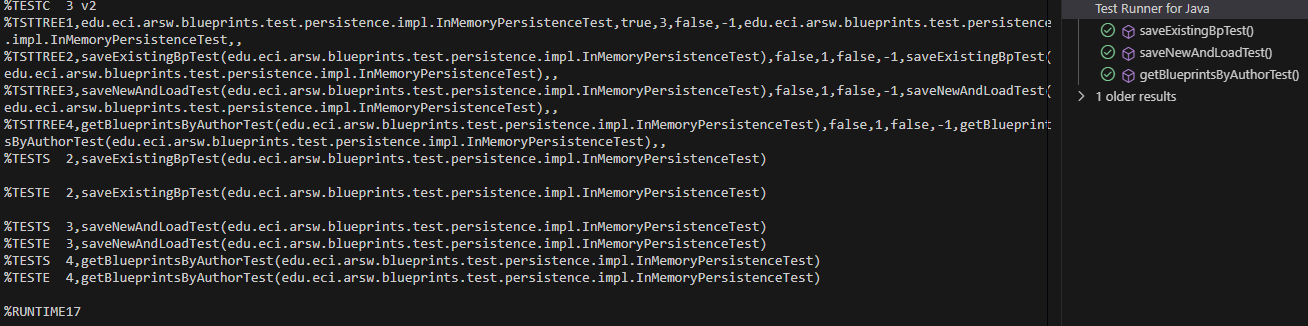 %TESTC  3 v2
%TSTTREE1,edu.eci.arsw.blueprints.test.persistence.impl.InMemoryPersistenceTest,true,3,false,-1,edu.eci.arsw.blueprints.test.persistence
.impl.InMemoryPersistenceTest,,
%TSTTREE2,saveExistingBpTest(edu.eci.arsw.blueprints.test.persistence.impl.InMemoryPersistenceTest),false,1,false,-1,saveExistingBpTest(
edu.eci.arsw.blueprints.test.persistence.impl.InMemoryPersistenceTest),,
%TSTTREE3,saveNewAndLoadTest(edu.eci.arsw.blueprints.test.persistence.impl.InMemoryPersistenceTest),false,1,false,-1,saveNewAndLoadTest(
edu.eci.arsw.blueprints.test.persistence.impl.InMemoryPersistenceTest),,
%TSTTREE4,getBlueprintsByAuthorTest(edu.eci.arsw.blueprints.test.persistence.impl.InMemoryPersistenceTest),false,1,false,-1,getBlueprint
sByAuthorTest(edu.eci.arsw.blueprints.test.persistence.impl.InMemoryPersistenceTest),,
%TESTS  2,saveExistingBpTest(edu.eci.arsw.blueprints.test.persistence.impl.InMemoryPersistenceTest)
%TESTE  2,saveExistingBpTest(edu.eci.arsw.blueprints.test.persistence.impl.InMemoryPersistenceTest)
%TESTS  3,saveNewAndLoadTest(edu.eci.arsw.blueprints.test.persistence.impl.InMemoryPersistenceTest)
%TESTE  3,saveNewAndLoadTest(edu.eci.arsw.blueprints.test.persistence.impl.InMemoryPersistenceTest)
%TESTS  4,getBlueprintsByAuthorTest(edu.eci.arsw.blueprints.test.persistence.impl.InMemoryPersistenceTest)
%TESTE  4,getBlueprintsByAuthorTest(edu.eci.arsw.blueprints.test.persistence.impl.InMemoryPersistenceTest)
%RUNTIME17
Test Runner for Java
saveExistingBpTest()
saveNewAndLoadTest()
getBlueprintsByAuthorTest()
1 older results